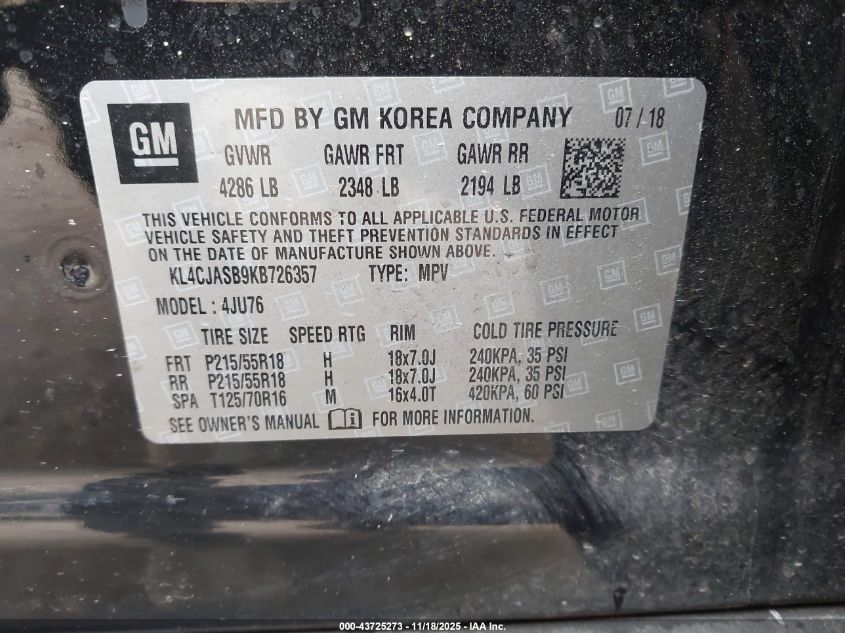 GM
MFD BY GM KOREA COMPANY 07/18
GVWR GAWR FRT GAWR RR
4286 LB 2348 LB 2194 LB
THIS VEHICLE CONFORMS TO ALL APPLICABLE U.S. FEDERAL MOTOR
VEHICLE SAFETY AND THEFT PREVENTION STANDARDS IN EFFECT
ON THE DATE OF MANUFACTURE SHOWN ABOVE.
KL4CJASB9KB726357 TYPE: MPV
MODEL: 4JU76
TIRE SIZE SPEED RTG RIM COLD TIRE PRESSURE
FRT P215/55R18 H 18x7.0J 240KPA, 35 PSI
RR P215/55R18 H 18x7.0J 240KPA, 35 PSI
SPA T125/70R16 M 16x4.0T 420KPA, 60 PSI
SEE OWNER'S MANUAL FOR MORE INFORMATION.
000-43725273 - 11/18/2025 - IAA Inc.